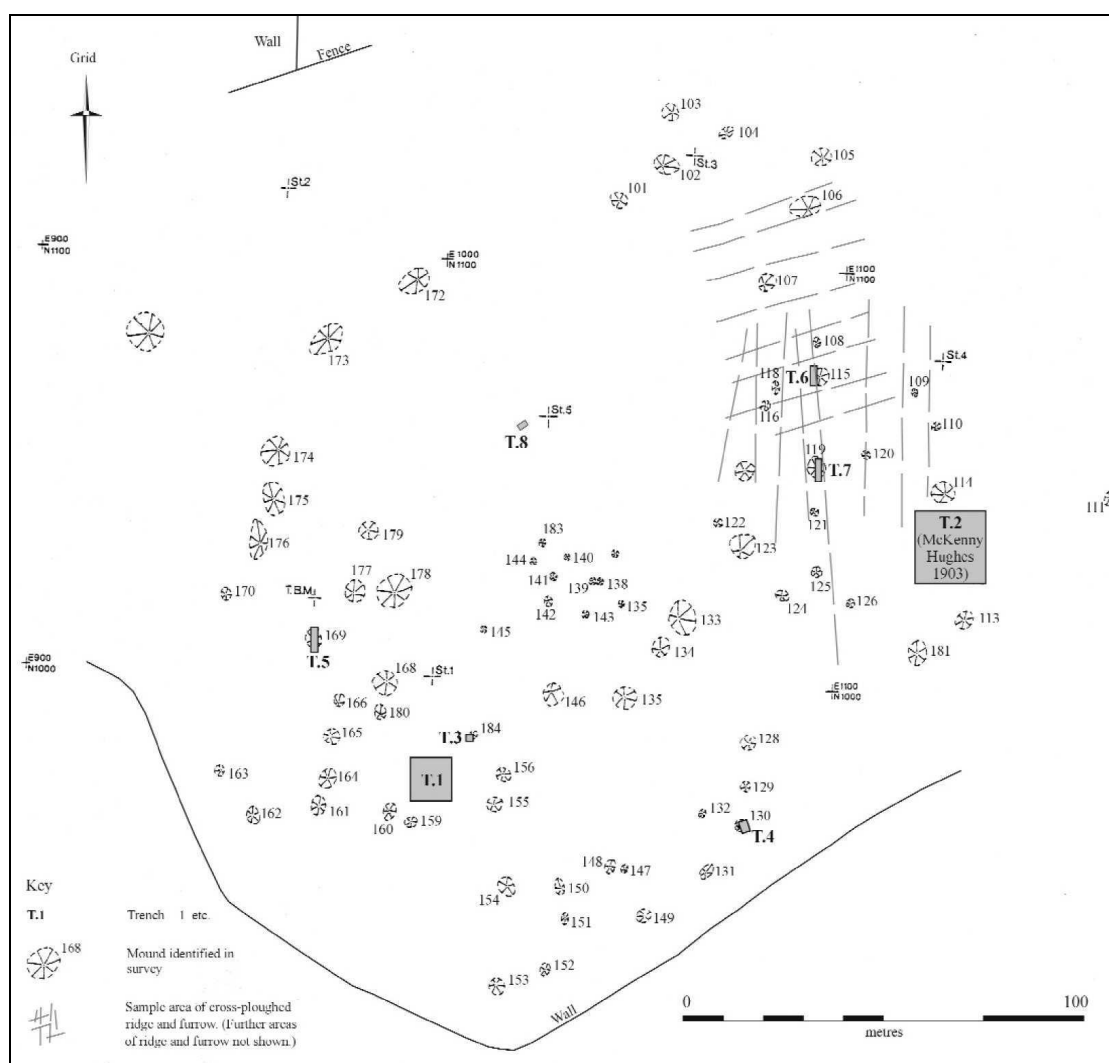 Wall
Fence
Grid
103
104
St.3
105
102
St.2
101
106
E900
N1100
E1000
N1100
E1100
N1100
172
107
173
108
St.4
118
T.6
115
109
116
St.5
110
T.8
119
120
174
T.7
114
111
175
121
T.2
(McKenny
Hughes
1903)
179
183
122
176
123
144
140
177
178
141
139
138
125
170
T.B.M.
142
135
124
126
143
133
113
145
169
134
181
T.5
E900
N1000
168
St.1
E1100
N1000
166
146
135
180
165
T.3
184
128
163
164
T.1
156
129
155
132
130
162
161
160
159
T.4
148
147
131
154
150
151
149
152
153
Wall
Key
T.1
Trench 1 etc.
168
Mound identified in
survey
Sample area of cross-ploughed
ridge and furrow. (Further areas
of ridge and furrow not shown.)
0
100
metres